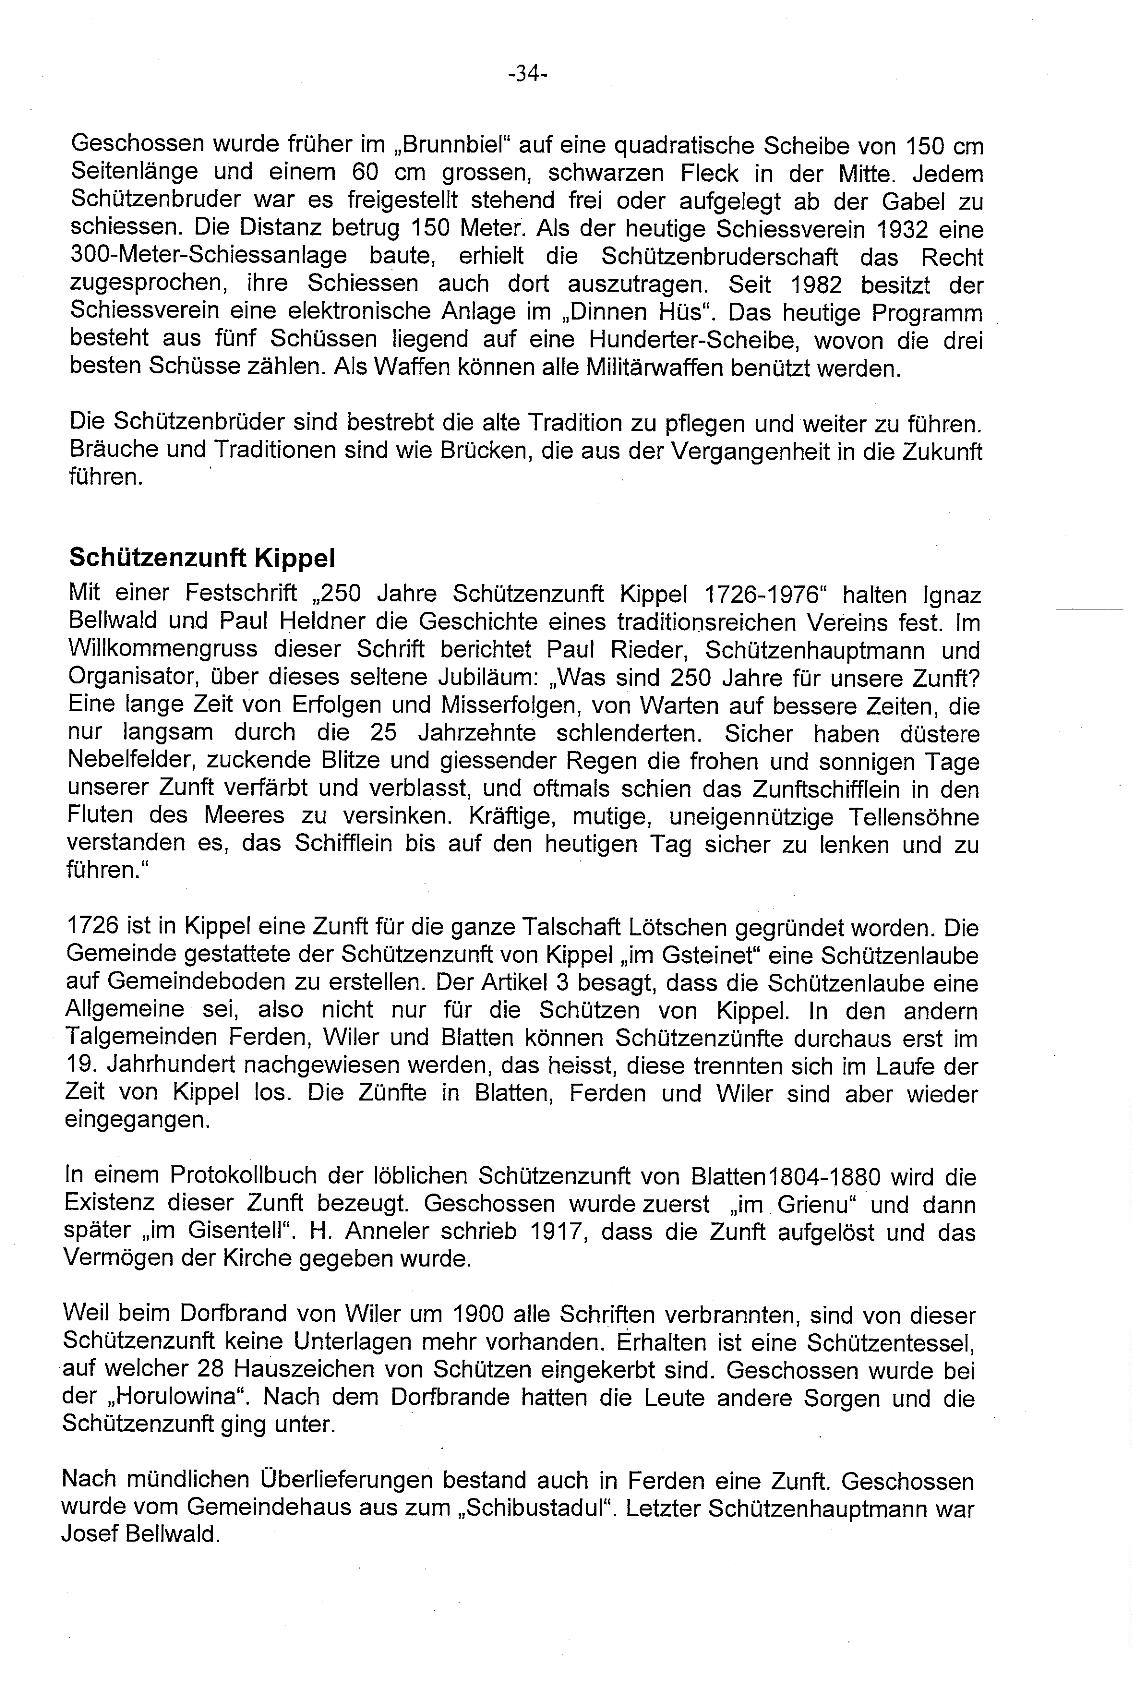 -34-
Geschossen wurde früher im „Brunnbiel“ auf eine quadratische Scheibe von 150 cm
Seitenlänge und einem 60 cm grossen, schwarzen Fleck in der Mitte. Jedem
Schützenbruder war es freigestellt stehend frei oder aufgelegt ab der Gabel zu
schiessen. Die Distanz betrug 150 Meter. Als der heutige Schiessverein 1932 eine
300-Meter-Schiessanlage baute, erhielt die Schützenbruderschaft das Recht
zugesprochen, ihre Schiessen auch dort auszutragen. Seit 1982 besitzt der
Schiessverein eine elektronische Anlage im „Dinnen Hüs“. Das heutige Programm
besteht aus fünf Schüssen liegend auf eine Hunderter-Scheibe, wovon die drei
besten Schüsse zählen. Als Waffen können alle Militärwaffen benützt werden.
Die Schützenbrüder sind bestrebt die alte Tradition zu pflegen und weiter zu führen.
Bräuche und Traditionen sind wie Brücken, die aus der Vergangenheit in die Zukunft
führen.
Schützenzunft Kippel
Mit einer Festschrift „250 Jahre Schützenzunft Kippel 1726-1976“ halten Ignaz
Bellwald und Paul Heldner die Geschichte eines traditionsreichen Vereins fest. Im
Willkommengruss dieser Schrift berichtet Paul Rieder, Schützenhauptmann und
Organisator, über dieses seltene Jubiläum: „Was sind 250 Jahre für unsere Zunft?
Eine lange Zeit von Erfolgen und Misserfolgen, von Warten auf bessere Zeiten, die
nur langsam durch die 25 Jahrzehnte schlenderten. Sicher haben düstere
Nebelfelder, zuckende Blitze und giessender Regen die frohen und sonnigen Tage
unserer Zunft verfärbt und verblasst, und oftmals schien das Zunftschifflein in den
Fluten des Meeres zu versinken. Kräftige, mutige, uneigennützige Tellensöhne
verstanden es, das Schifflein bis auf den heutigen Tag sicher zu lenken und zu
führen.“
1726 ist in Kippel eine Zunft für die ganze Talschaft Lötschen gegründet worden. Die
Gemeinde gestattete der Schützenzunft von Kippel „im Gsteinet“ eine Schützenlaube
auf Gemeindeboden zu erstellen. Der Artikel 3 besagt, dass die Schützenlaube eine
Allgemeine sei, also nicht nur für die Schützen von Kippel. In den andern
Talgemeinden Ferden, Wiler und Blatten können Schützenzünfte durchaus erst im
19. Jahrhundert nachgewiesen werden, das heisst, diese trennten sich im Laufe der
Zeit von Kippel los. Die Zünfte in Blatten, Ferden und Wiler sind aber wieder
eingegangen.
In einem Protokollbuch der löblichen Schützenzunft von Blatten1804-1880 wird die
Existenz dieser Zunft bezeugt. Geschossen wurde zuerst „im Grienu“ und dann
später „im Gisentell“. H. Anneler schrieb 1917, dass die Zunft aufgelöst und das
Vermögen der Kirche gegeben wurde.
Weil beim Dorfbrand von Wiler um 1900 alle Schriften verbrannten, sind von dieser
Schützenzunft keine Unterlagen mehr vorhanden. Erhalten ist eine Schützentessel,
auf welcher 28 Hauszeichen von Schützen eingekerbt sind. Geschossen wurde bei
der „Horulowina“. Nach dem Dorfbrande hatten die Leute andere Sorgen und die
Schützenzunft ging unter.
Nach mündlichen Überlieferungen bestand auch in Ferden eine Zunft. Geschossen
wurde vom Gemeindehaus aus zum „Schibustadul“. Letzter Schützenhauptmann war
Josef Bellwald.